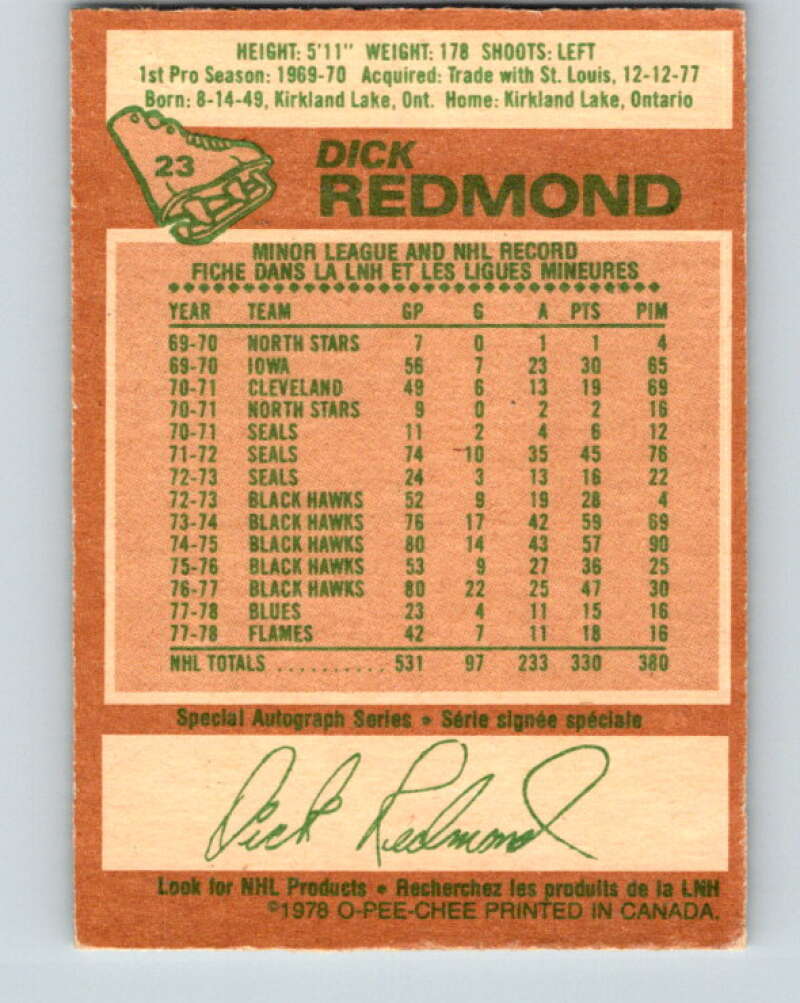 HEIGHT: 5'11" WEIGHT: 178 SHOOTS: LEFT
1st Pro Season: 1969-70 Acquired: Trade with St. Louis, 12-12-77
Born: 8-14-49, Kirkland Lake, Ont. Home: Kirkland Lake, Ontario
23
DICK
REDMOND
MINOR LEAGUE AND NHL RECORD
FICHE DANS LA LNH ET LES LIGUES MINEURES
YEAR TEAM GP G A PTS PIM
69-70 NORTH STARS 7 0 1 1 4
69-70 IOWA 56 7 23 30 65
70-71 CLEVELAND 49 6 13 19 69
70-71 NORTH STARS 9 0 2 2 16
70-71 SEALS 11 2 4 6 12
71-72 SEALS 74 10 35 45 76
72-73 SEALS 24 3 13 16 22
72-73 BLACK HAWKS 52 9 19 28 4
73-74 BLACK HAWKS 76 17 42 59 69
74-75 BLACK HAWKS 80 14 43 57 90
75-76 BLACK HAWKS 53 9 27 36 25
76-77 BLACK HAWKS 80 22 25 47 30
77-78 BLUES 23 4 11 15 16
77-78 FLAMES 42 7 11 18 16
NHL TOTALS .......... 531 97 233 330 380
Special Autograph Series • Série signée spéciale
Dick Redmond
Look for NHL Products • Recherchez les produits de la LNH
©1978 O-PEE-CHEE PRINTED IN CANADA.